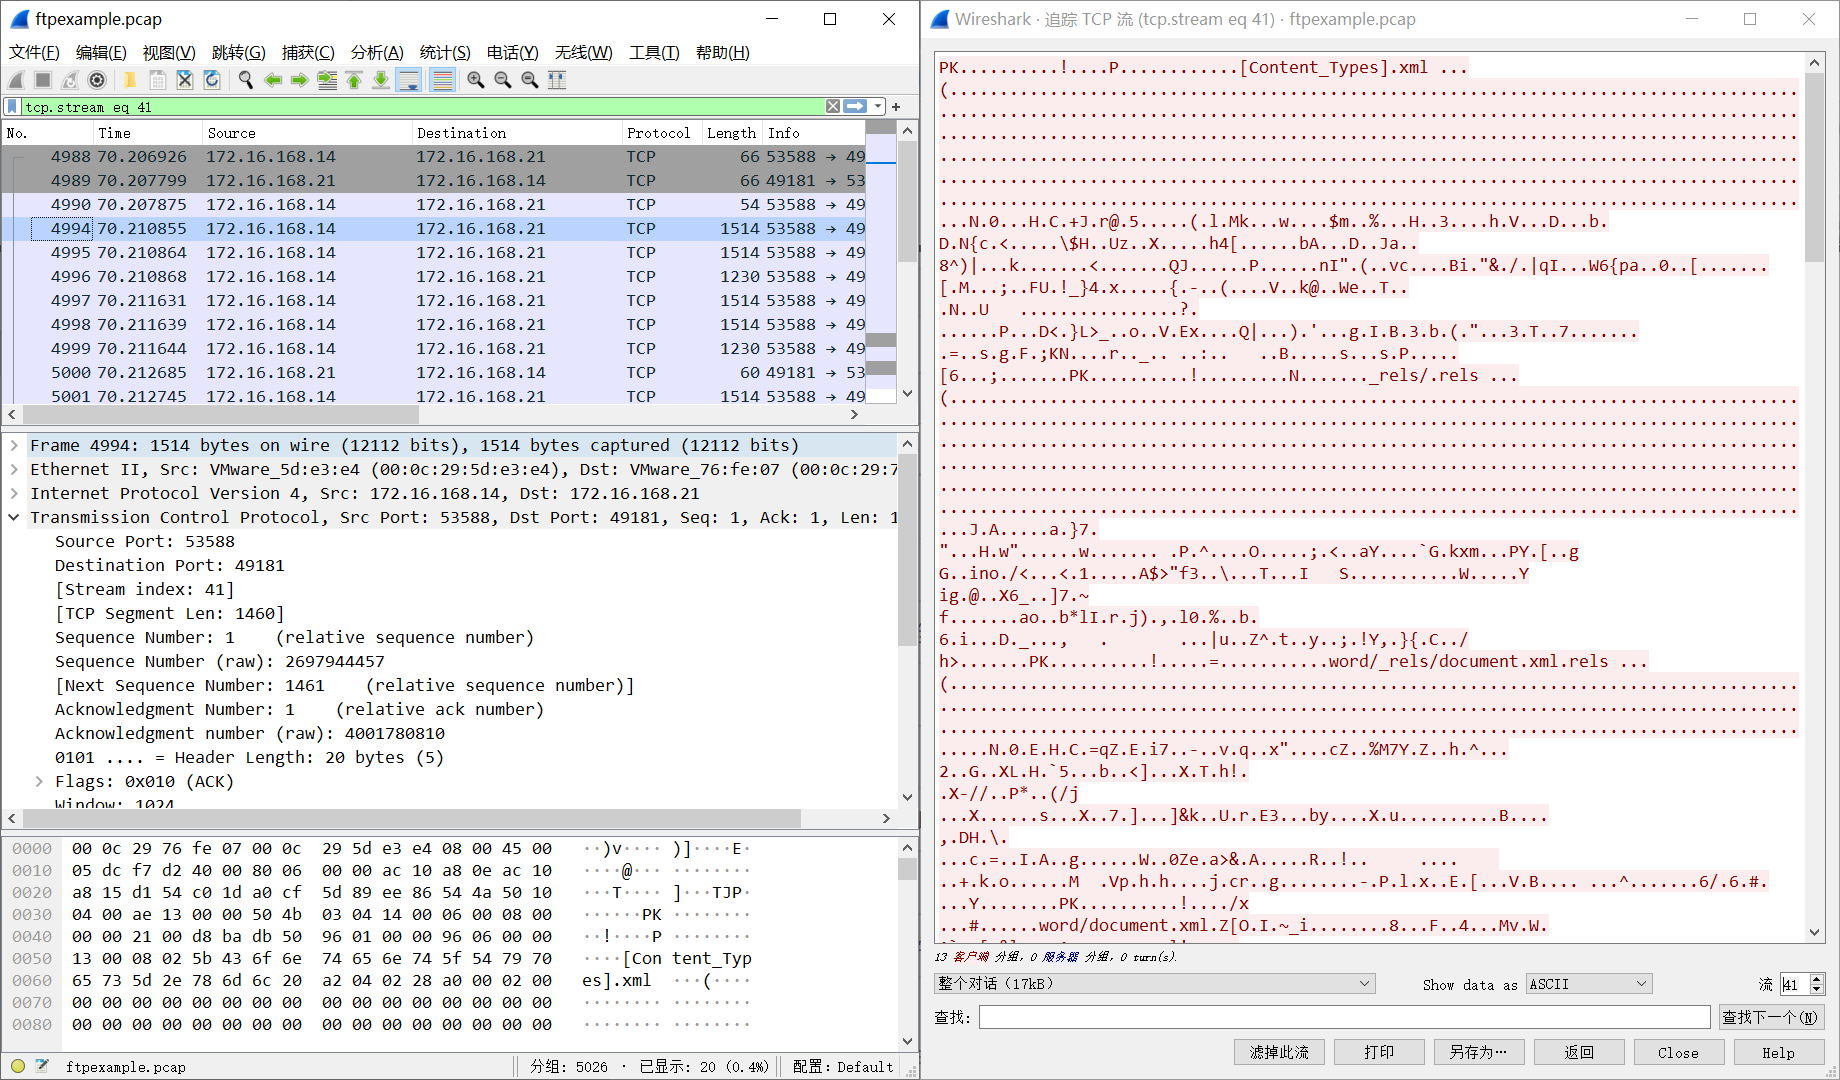 ftpexample.pcap
文件(F) 编辑(E) 视图(V) 跳转(G) 捕获(C) 分析(A) 统计(S) 电话(Y) 无线(W) 工具(T) 帮助(H)
tcp.stream eq 41
No. Time Source Destination Protocol Length Info
4988 70.206926 172.16.168.14 172.16.168.21 TCP 66 53588 → 49
4989 70.207799 172.16.168.21 172.16.168.14 TCP 66 49181 → 53
4990 70.207875 172.16.168.14 172.16.168.21 TCP 54 53588 → 49
4994 70.210855 172.16.168.14 172.16.168.21 TCP 1514 53588 → 49
4995 70.210864 172.16.168.14 172.16.168.21 TCP 1514 53588 → 49
4996 70.210868 172.16.168.14 172.16.168.21 TCP 1230 53588 → 49
4997 70.211631 172.16.168.14 172.16.168.21 TCP 1514 53588 → 49
4998 70.211639 172.16.168.14 172.16.168.21 TCP 1514 53588 → 49
4999 70.211644 172.16.168.14 172.16.168.21 TCP 1230 53588 → 49
5000 70.212685 172.16.168.21 172.16.168.14 TCP 60 49181 → 53
5001 70.212745 172.16.168.14 172.16.168.21 TCP 1514 53588 → 49
Frame 4994: 1514 bytes on wire (12112 bits), 1514 bytes captured (12112 bits)
Ethernet II, Src: VMware_5d:e3:e4 (00:0c:29:5d:e3:e4), Dst: VMware_76:fe:07 (00:0c:29:7
Internet Protocol Version 4, Src: 172.16.168.14, Dst: 172.16.168.21
Transmission Control Protocol, Src Port: 53588, Dst Port: 49181, Seq: 1, Ack: 1, Len: 1
Source Port: 53588
Destination Port: 49181
[Stream index: 41]
[TCP Segment Len: 1460]
Sequence Number: 1    (relative sequence number)
Sequence Number (raw): 2697944457
[Next Sequence Number: 1461    (relative sequence number)]
Acknowledgment Number: 1    (relative ack number)
Acknowledgment number (raw): 4001780810
0101 .... = Header Length: 20 bytes (5)
Flags: 0x010 (ACK)
Window: 1024
0000 00 0c 29 76 fe 07 00 0c 29 5d e3 e4 08 00 45 00 ··)v···· )]····E·
0010 05 dc f7 d2 40 00 80 06 00 00 ac 10 a8 0e ac 10 ····@··· ········
0020 a8 15 d1 54 c0 1d a0 cf 5d 89 ee 86 54 4a 50 10 ···T···· ]···TJP·
0030 04 00 ae 13 00 00 50 4b 03 04 14 00 06 00 08 00 ······PK ········
0040 00 00 21 00 d8 ba db 50 96 01 00 00 96 06 00 00 ··!····P ········
0050 13 00 08 02 5b 43 6f 6e 74 65 6e 74 5f 54 79 70 ····[Con tent_Typ
0060 65 73 5d 2e 78 6d 6c 20 a2 04 02 28 a0 00 02 00 es].xml ···(····
0070 00 00 00 00 00 00 00 00 00 00 00 00 00 00 00 00 ········ ········
0080 00 00 00 00 00 00 00 00 00 00 00 00 00 00 00 00 ········ ········
ftpexample.pcap 分组: 5026 · 已显示: 20 (0.4%) 配置: Default
Wireshark · 追踪 TCP 流 (tcp.stream eq 41) · ftpexample.pcap
PK..........!....P............[Content_Types].xml ...
...N.0...H.C.+J.r@.5.....(.l.Mk...w....$m..%...H..3....h.V...D...b.
D.N{c.<.....\$H..Uz..X.....h4[......bA...D..Ja..
8^)|...k.......<.......QJ......P......nI".(..vc....Bi."&./.|qI...W6{pa..0..[.......
[.M...;..FU.!_}4.x.....{.-..(....V..k@..We..T..
.N..U   ................?.
......P...D<.}L>_..o..V.Ex....Q|...).'...g.I.B.3.b.(."...3.T..7.......
.=..s.g.F.;KN....r.._.. ..:..   ..B.....s...s.P.....
[6...;.......PK..........!.........N......._rels/.rels ...
...J.A.....a.}7.
"...H.w"......w....... .P.^....O.....;.<..aY....`G.kxm...PY.[..g
G..ino./<...<.1.....A$>"f3..\...T...I   S...........W.....Y
ig.@..X6_..]7.~
f.......ao..b*lI.r.j).,.l0.%..b.
6.i...D._...,   .       ...|u..Z^.t..y..;.!Y,.}{.C../
h>.......PK..........!.....=...........word/_rels/document.xml.rels ...
.....N.0.E.H.C.=qZ.E.i7..-..v.q..x"....cZ..%M7Y.Z..h.^...
2..G..XL.H.`5...b..<]...X.T.h!.
.X-//..P*..(/j
...X......s...X..7.]...]&k..U.r.E3...by....X.u..........B....
,.DH.\.
...c.=..I.A..g......W..0Ze.a>&.A.....R..!..     ....
..+.k.o......M  .Vp.h.h....j.cr..g.......-.P.l.x..E.[...V.B.... ...^.......6/.6.#.
...Y........PK..........!..../x
...#......word/document.xml.Z[O.I.~_i........8...F..4...Mv.W.
13 客户端 分组, 0 服务器 分组, 0 turn(s).
整个对话 (17kB) Show data as ASCII 流 41
查找: 查找下一个(N)
滤掉此流 打印 另存为… 返回 Close Help